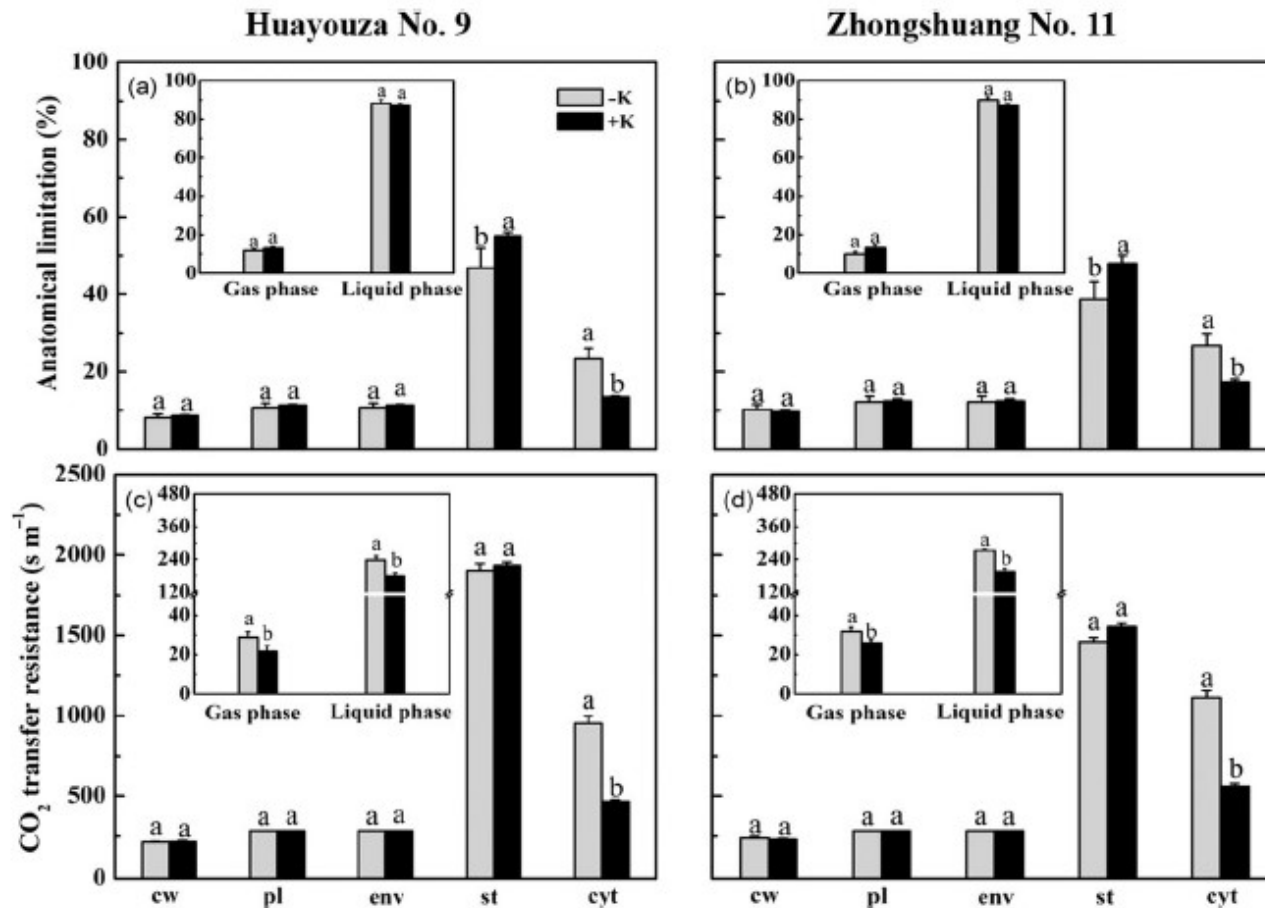 Huayouza No. 9
Zhongshuang No. 11
Anatomical limitation (%)
100
80
60
40
20
0
(a)
100
80
60
40
20
0
a a
a a
Gas phase
Liquid phase
−K
+K
a a
a a
a a
b a
a b
(b)
100
80
60
40
20
0
a a
a a
Gas phase
Liquid phase
a a
a a
a a
b a
a b
CO2 transfer resistance (s m−1)
2500
2000
1500
1000
500
0
(c)
480
360
240
120
40
20
0
a b
a b
Gas phase
Liquid phase
a a
a a
a a
a a
a b
cw pl env st cyt
(d)
480
360
240
120
40
20
0
a b
a b
Gas phase
Liquid phase
a a
a a
a a
a a
a b
cw pl env st cyt